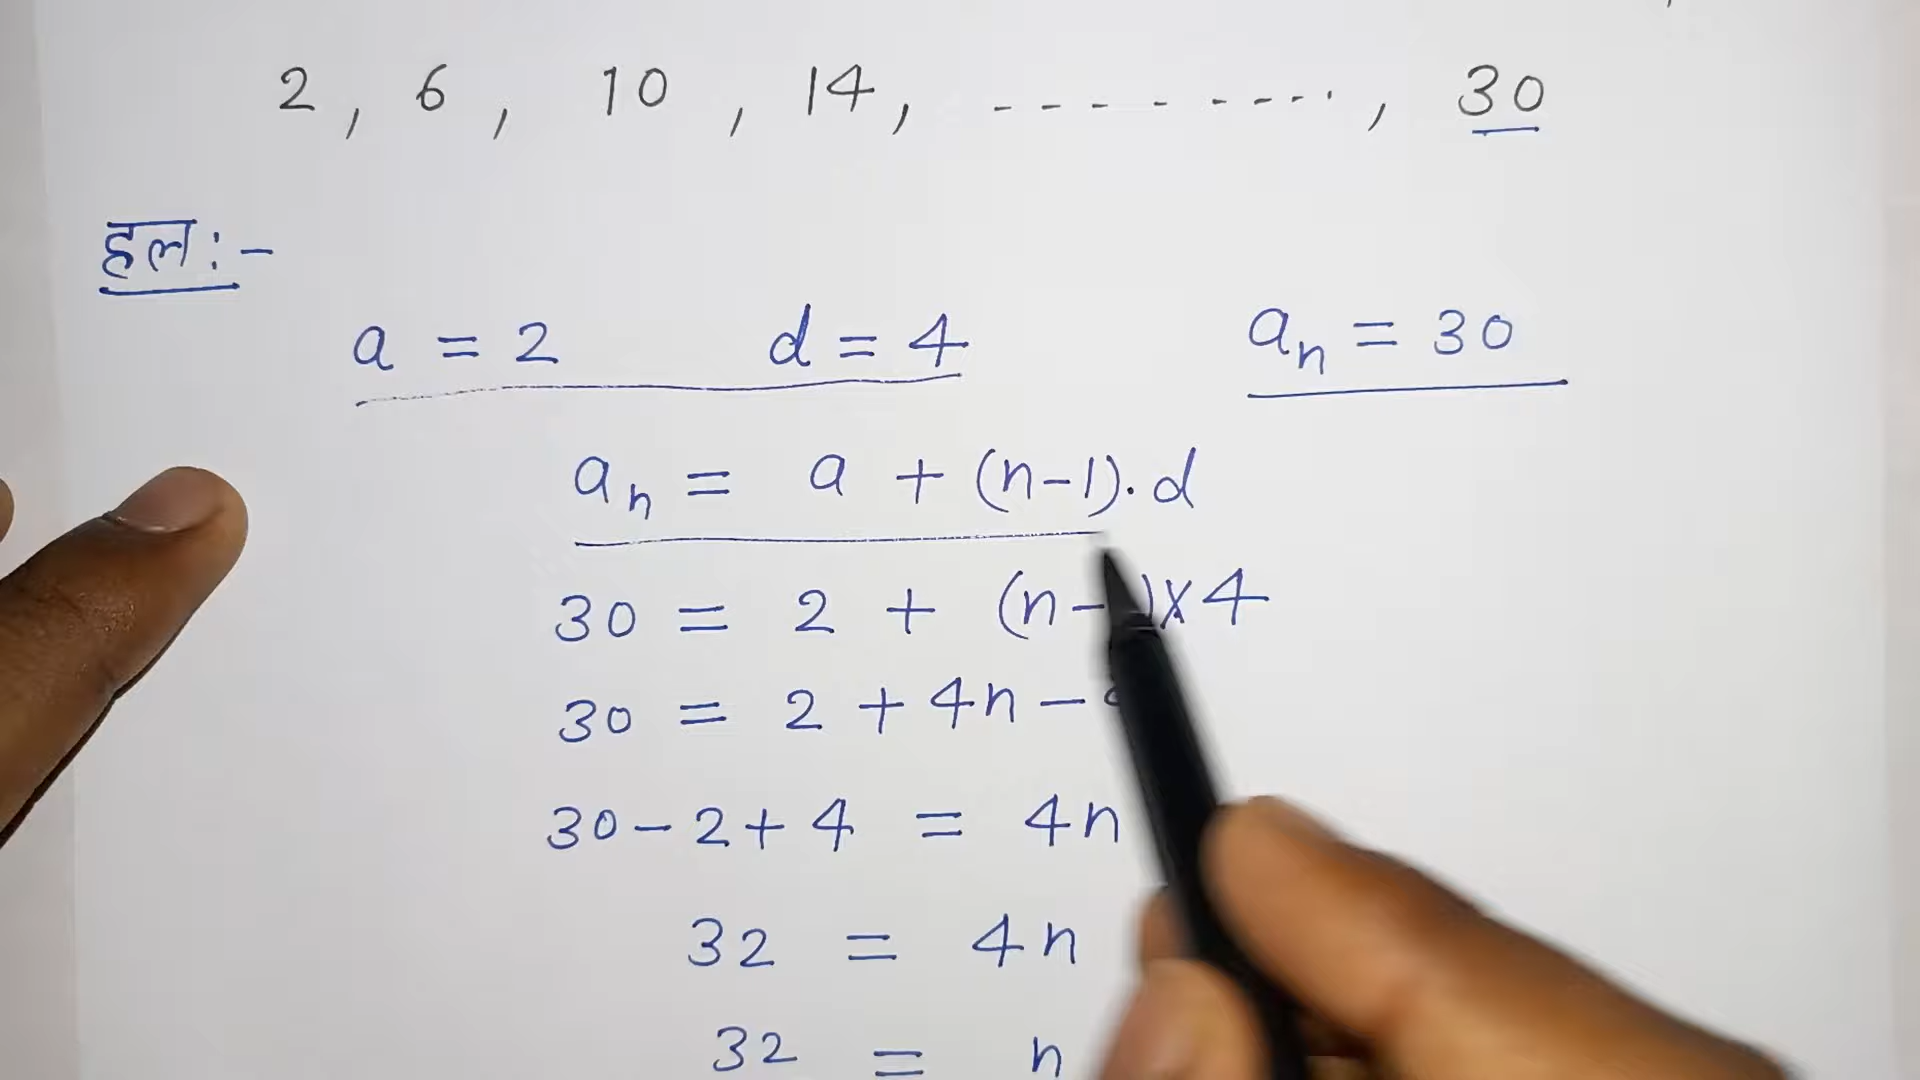 2, 6, 10, 14, ---------, 30
हल:-
a = 2 d = 4 aₙ = 30
aₙ = a + (n-1).d
30 = 2 + (n- )x4
30 = 2 + 4n -
30-2+4 = 4n
32 = 4n
32 = n